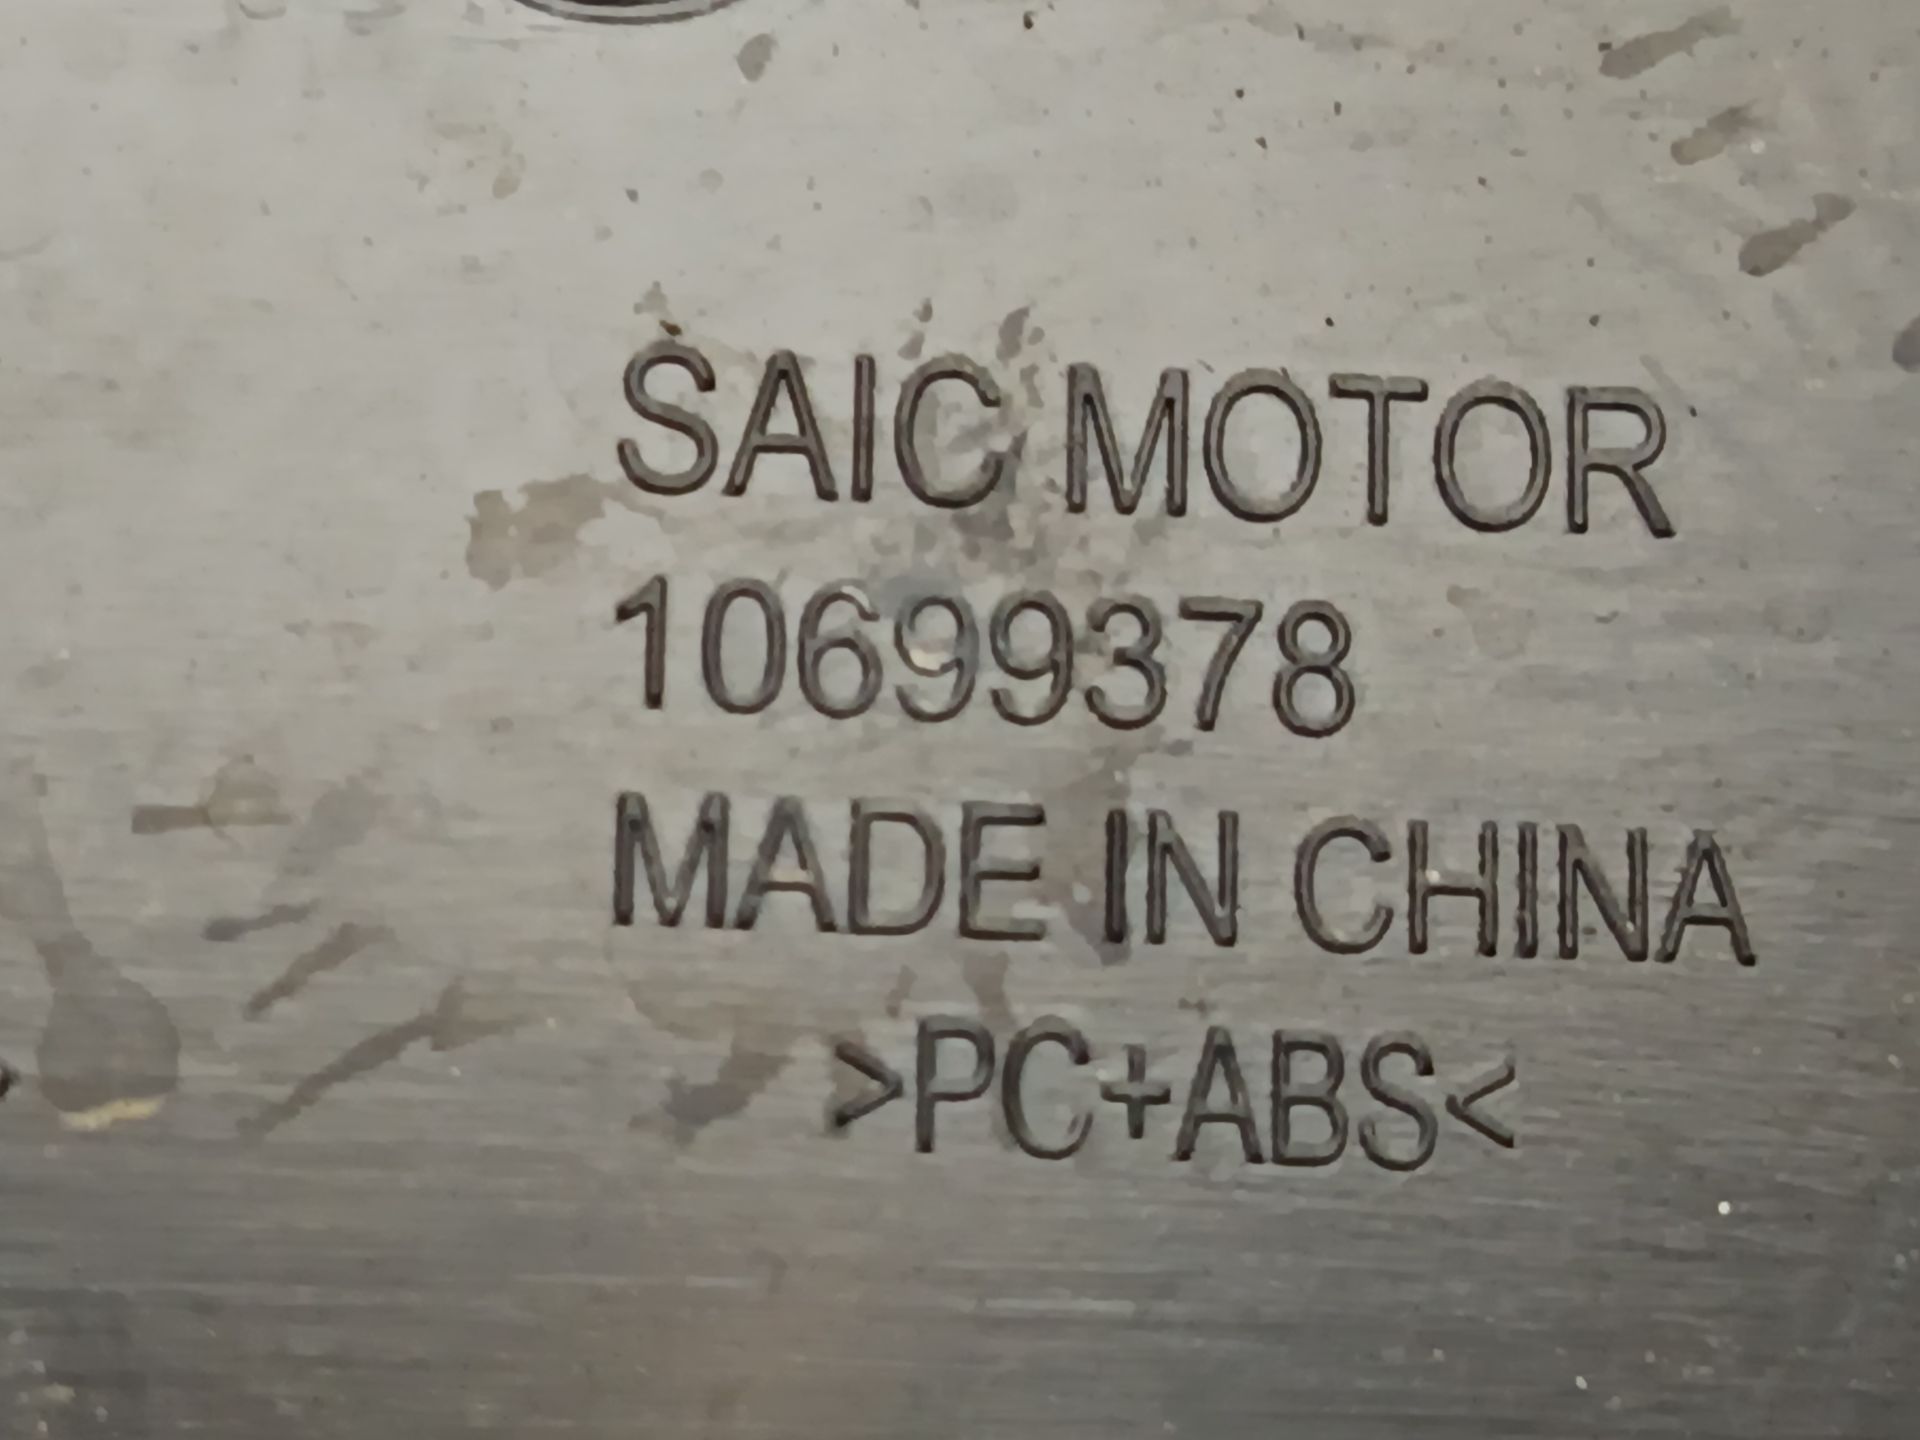 SAIC MOTOR
10699378
MADE IN CHINA
>PC+ABS<